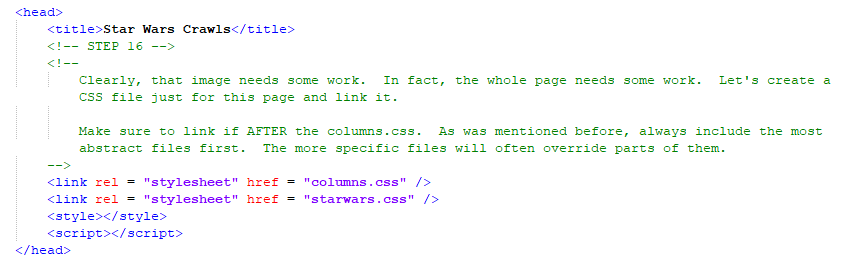 <head>
<title>Star Wars Crawls</title>
<!-- STEP 16 -->
<!--
Clearly, that image needs some work.  In fact, the whole page needs some work.  Let's create a
CSS file just for this page and link it.
Make sure to link if AFTER the columns.css.  As was mentioned before, always include the most
abstract files first.  The more specific files will often override parts of them.
-->
<link rel = "stylesheet" href = "columns.css" />
<link rel = "stylesheet" href = "starwars.css" />
<style></style>
<script></script>
</head>